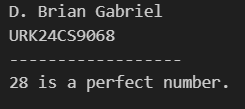 D. Brian Gabriel
URK24CS9068
------------------
28 is a perfect number.